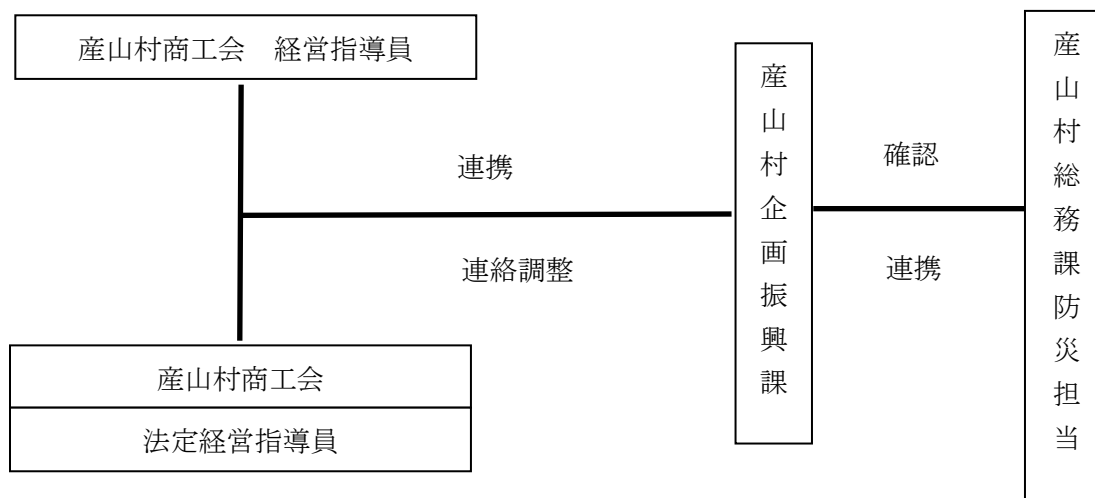 産山村商工会　経営指導員
連携
連絡調整
産山村商工会
法定経営指導員
産山村企画振興課
確認
連携
産山村総務課防災担当